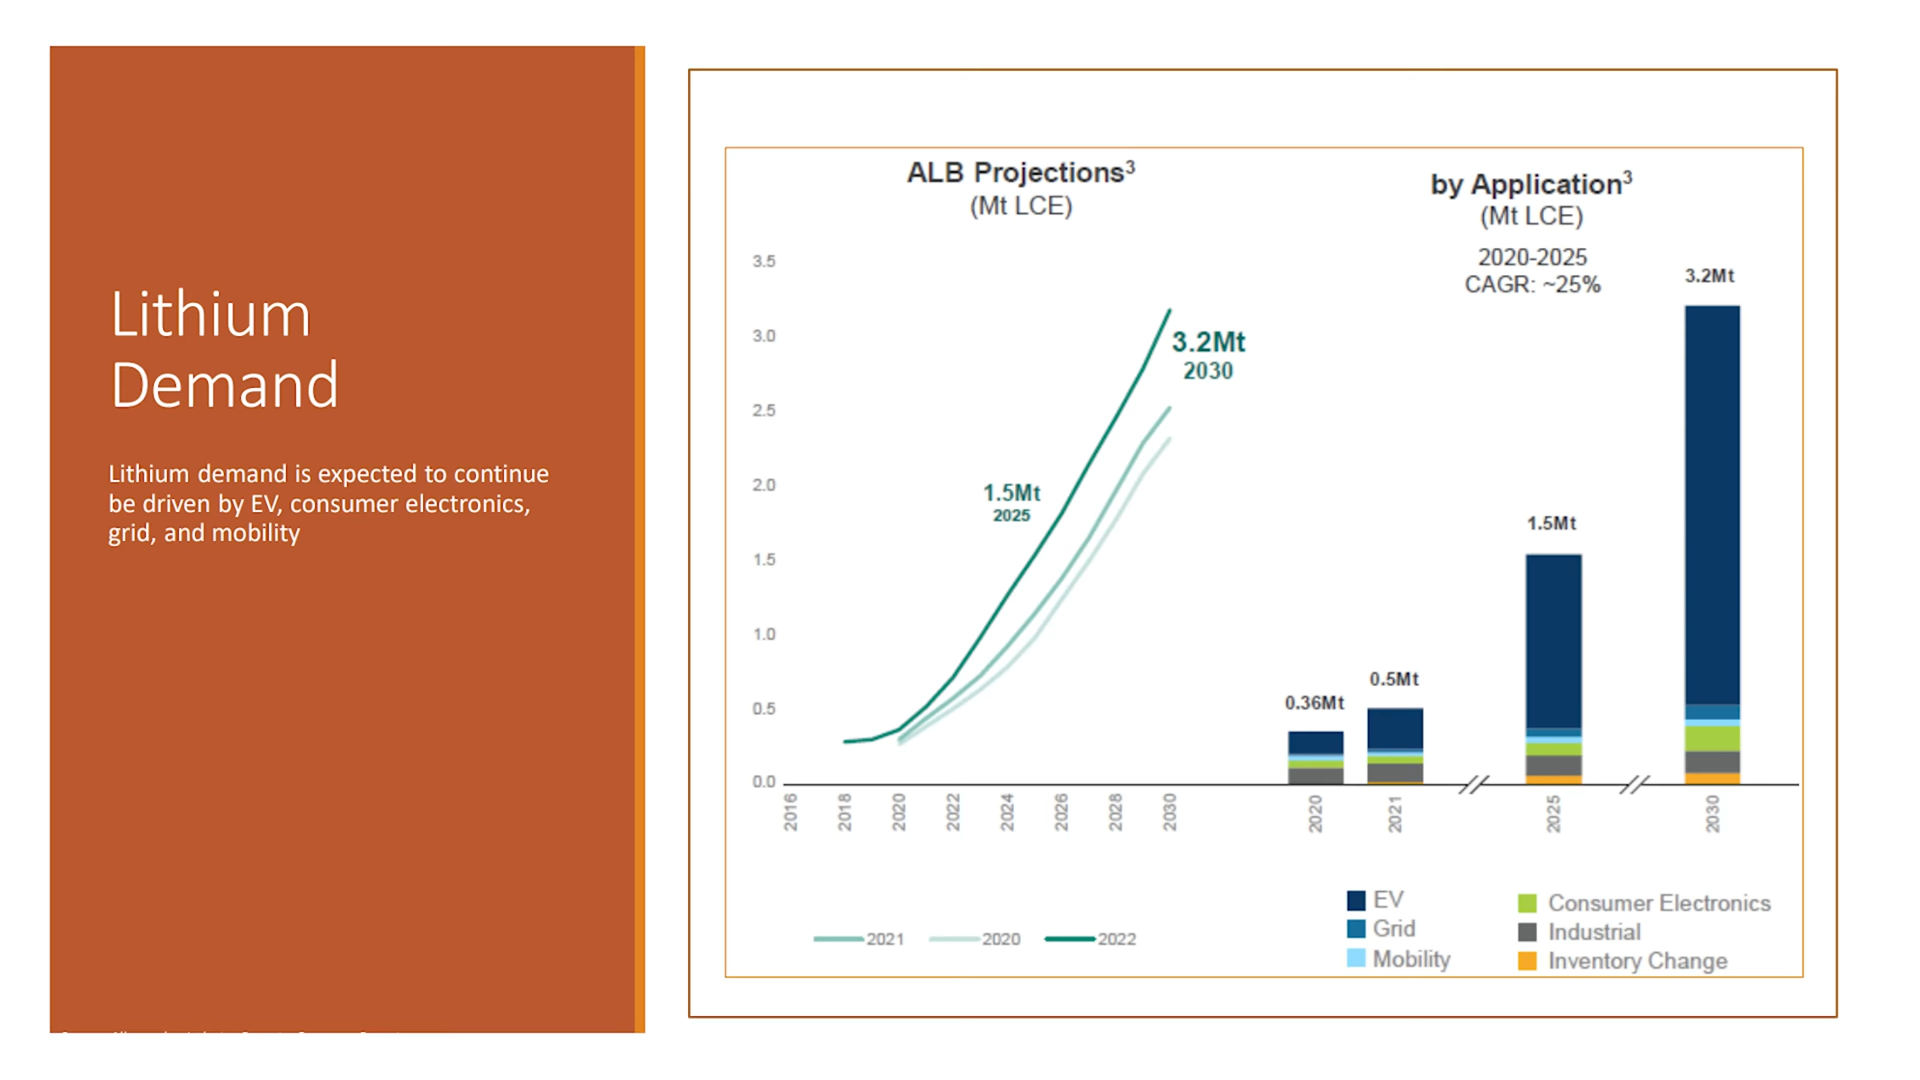 Lithium
Demand
Lithium demand is expected to continue
be driven by EV, consumer electronics,
grid, and mobility
ALB Projections³
(Mt LCE)
3.5
3.0
2.5
2.0
1.5
1.0
0.5
0.0
3.2Mt
2030
1.5Mt
2025
2016
2018
2020
2022
2024
2026
2028
2030
2021
2020
2022
by Application³
(Mt LCE)
2020-2025
CAGR: ~25%
0.36Mt
0.5Mt
1.5Mt
3.2Mt
2020
2021
2025
2030
EV
Grid
Mobility
Consumer Electronics
Industrial
Inventory Change